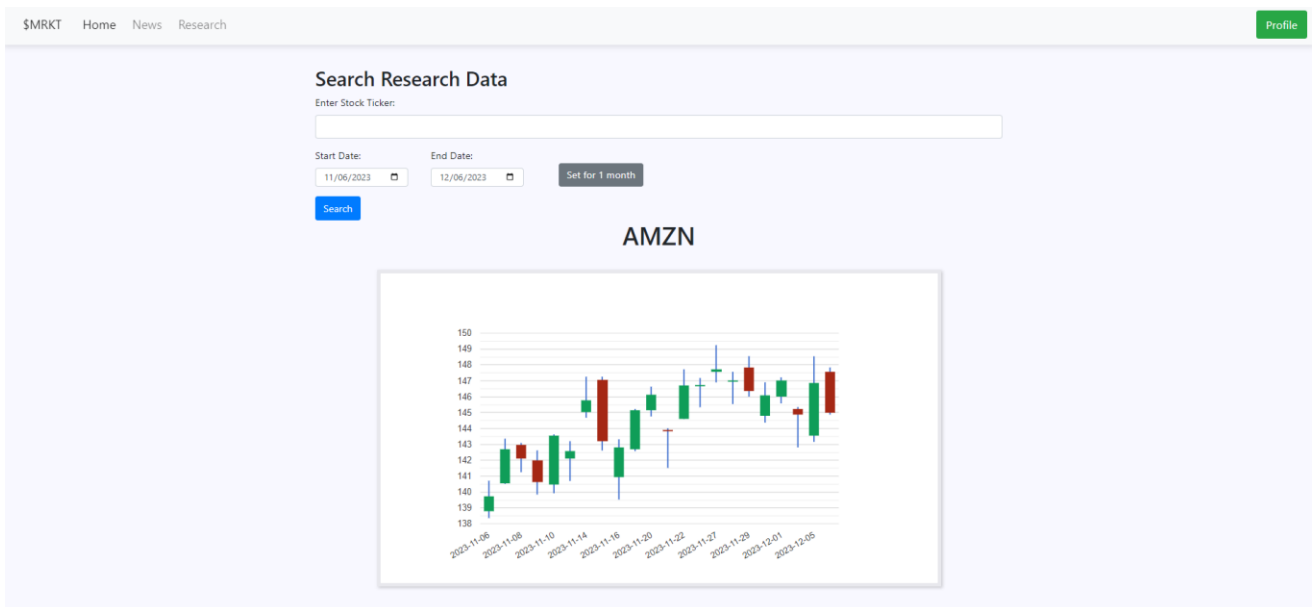 $MRKT Home News Research Profile
Search Research Data
Enter Stock Ticker:
Start Date: End Date:
11/06/2023 12/06/2023 Set for 1 month
Search
AMZN
150
149
148
147
146
145
144
143
142
141
140
139
138
2023-11-06 2023-11-08 2023-11-10 2023-11-14 2023-11-16 2023-11-20 2023-11-22 2023-11-27 2023-11-29 2023-12-01 2023-12-05